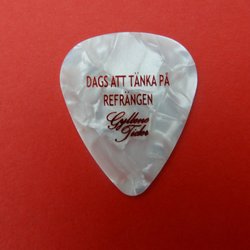 DAGS ATT TÄNKA PÅ
REFRÄNGEN
Gyllene
Tider